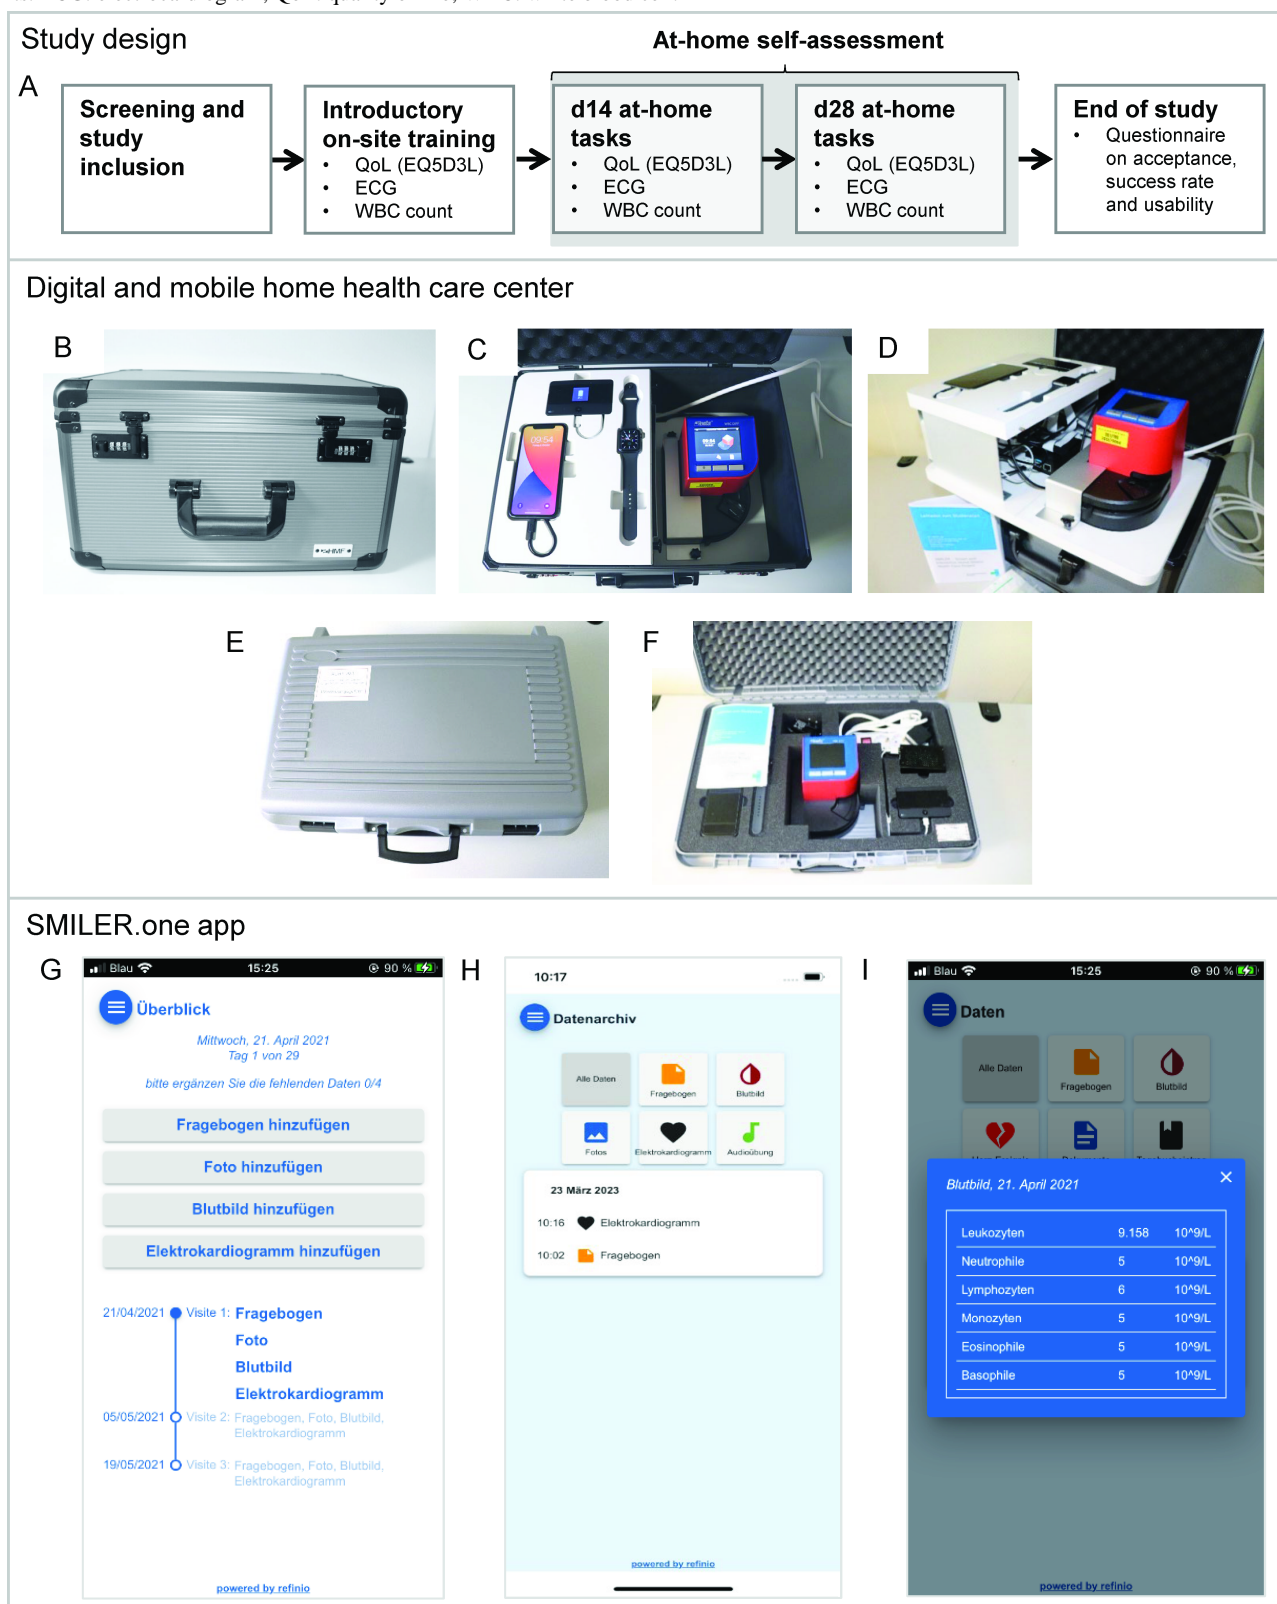 Study design
At-home self-assessment
A
Screening and
study
inclusion
Introductory
on-site training
• QoL (EQ5D3L)
• ECG
• WBC count
d14 at-home
tasks
• QoL (EQ5D3L)
• ECG
• WBC count
d28 at-home
tasks
• QoL (EQ5D3L)
• ECG
• WBC count
End of study
• Questionnaire
on acceptance,
success rate
and usability
Digital and mobile home health care center
B
HMF
C
09:54
09:54
D
E
F
SMILER.one app
G
Blau
15:25
90 %
Überblick
Mittwoch, 21. April 2021
Tag 1 von 29
bitte ergänzen Sie die fehlenden Daten 0/4
Fragebogen hinzufügen
Foto hinzufügen
Blutbild hinzufügen
Elektrokardiogramm hinzufügen
21/04/2021 Visite 1: Fragebogen
Foto
Blutbild
Elektrokardiogramm
05/05/2021 Visite 2: Fragebogen, Foto, Blutbild,
Elektrokardiogramm
19/05/2021 Visite 3: Fragebogen, Foto, Blutbild,
Elektrokardiogramm
powered by refinio
H
10:17
Datenarchiv
Alle Daten
Fragebogen
Blutbild
Fotos
Elektrokardiogramm
Audioübung
23 März 2023
10:16 Elektrokardiogramm
10:02 Fragebogen
powered by refinio
I
Blau
15:25
90 %
Daten
Alle Daten
Fragebogen
Blutbild
Blutbild, 21. April 2021
Leukozyten 9.158 10^9/L
Neutrophile 5 10^9/L
Lymphozyten 6 10^9/L
Monozyten 5 10^9/L
Eosinophile 5 10^9/L
Basophile 5 10^9/L
powered by refinio